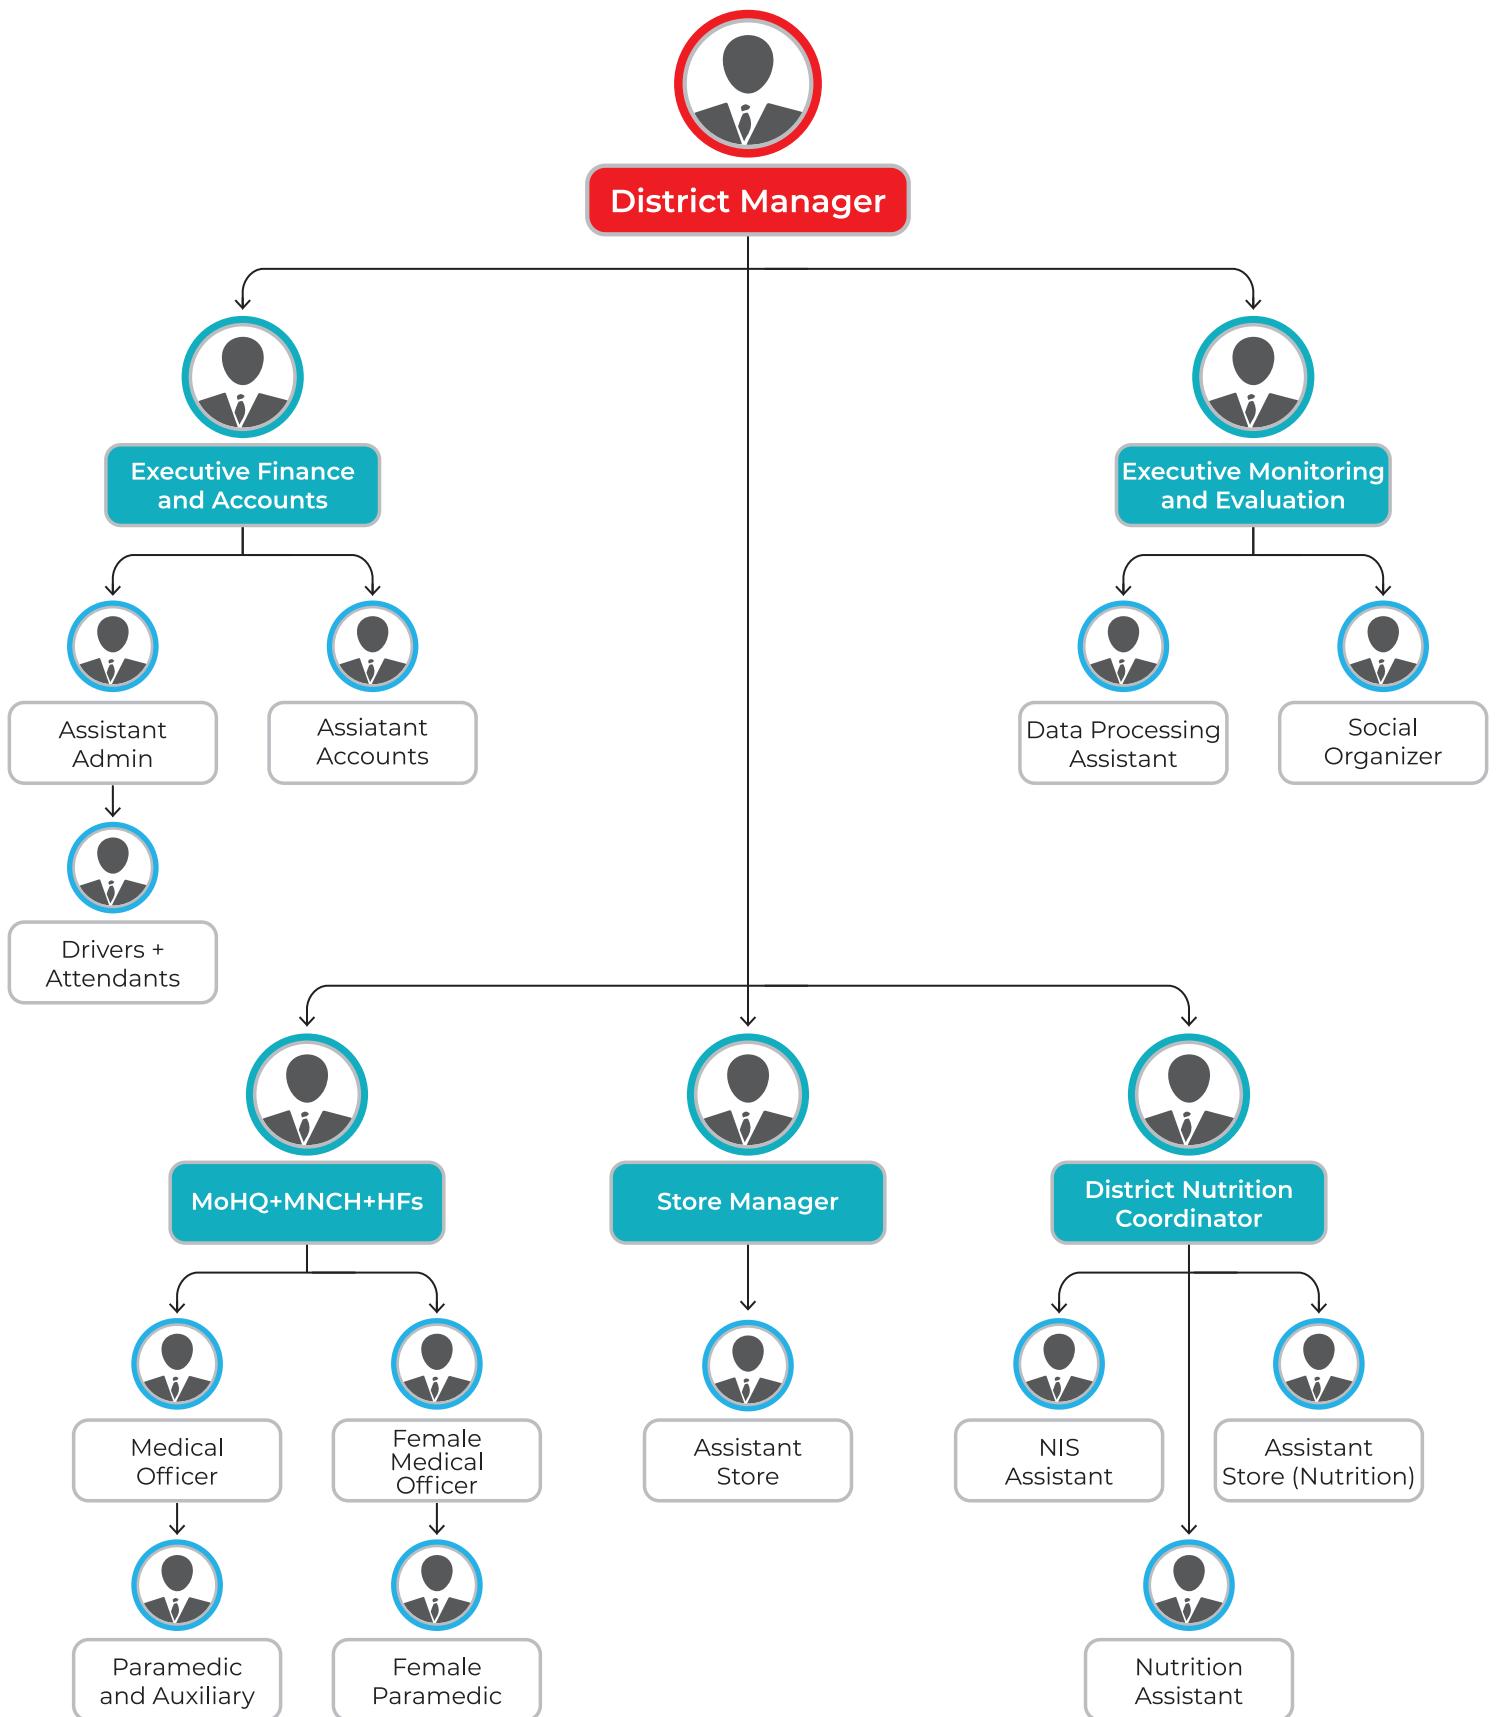 District Manager
Executive Finance
and Accounts
Executive Monitoring
and Evaluation
Assistant
Admin
Assiatant
Accounts
Data Processing
Assistant
Social
Organizer
Drivers +
Attendants
MoHQ+MNCH+HFs
Store Manager
District Nutrition
Coordinator
Medical
Officer
Female
Medical
Officer
Assistant
Store
NIS
Assistant
Assistant
Store (Nutrition)
Paramedic
and Auxiliary
Female
Paramedic
Nutrition
Assistant